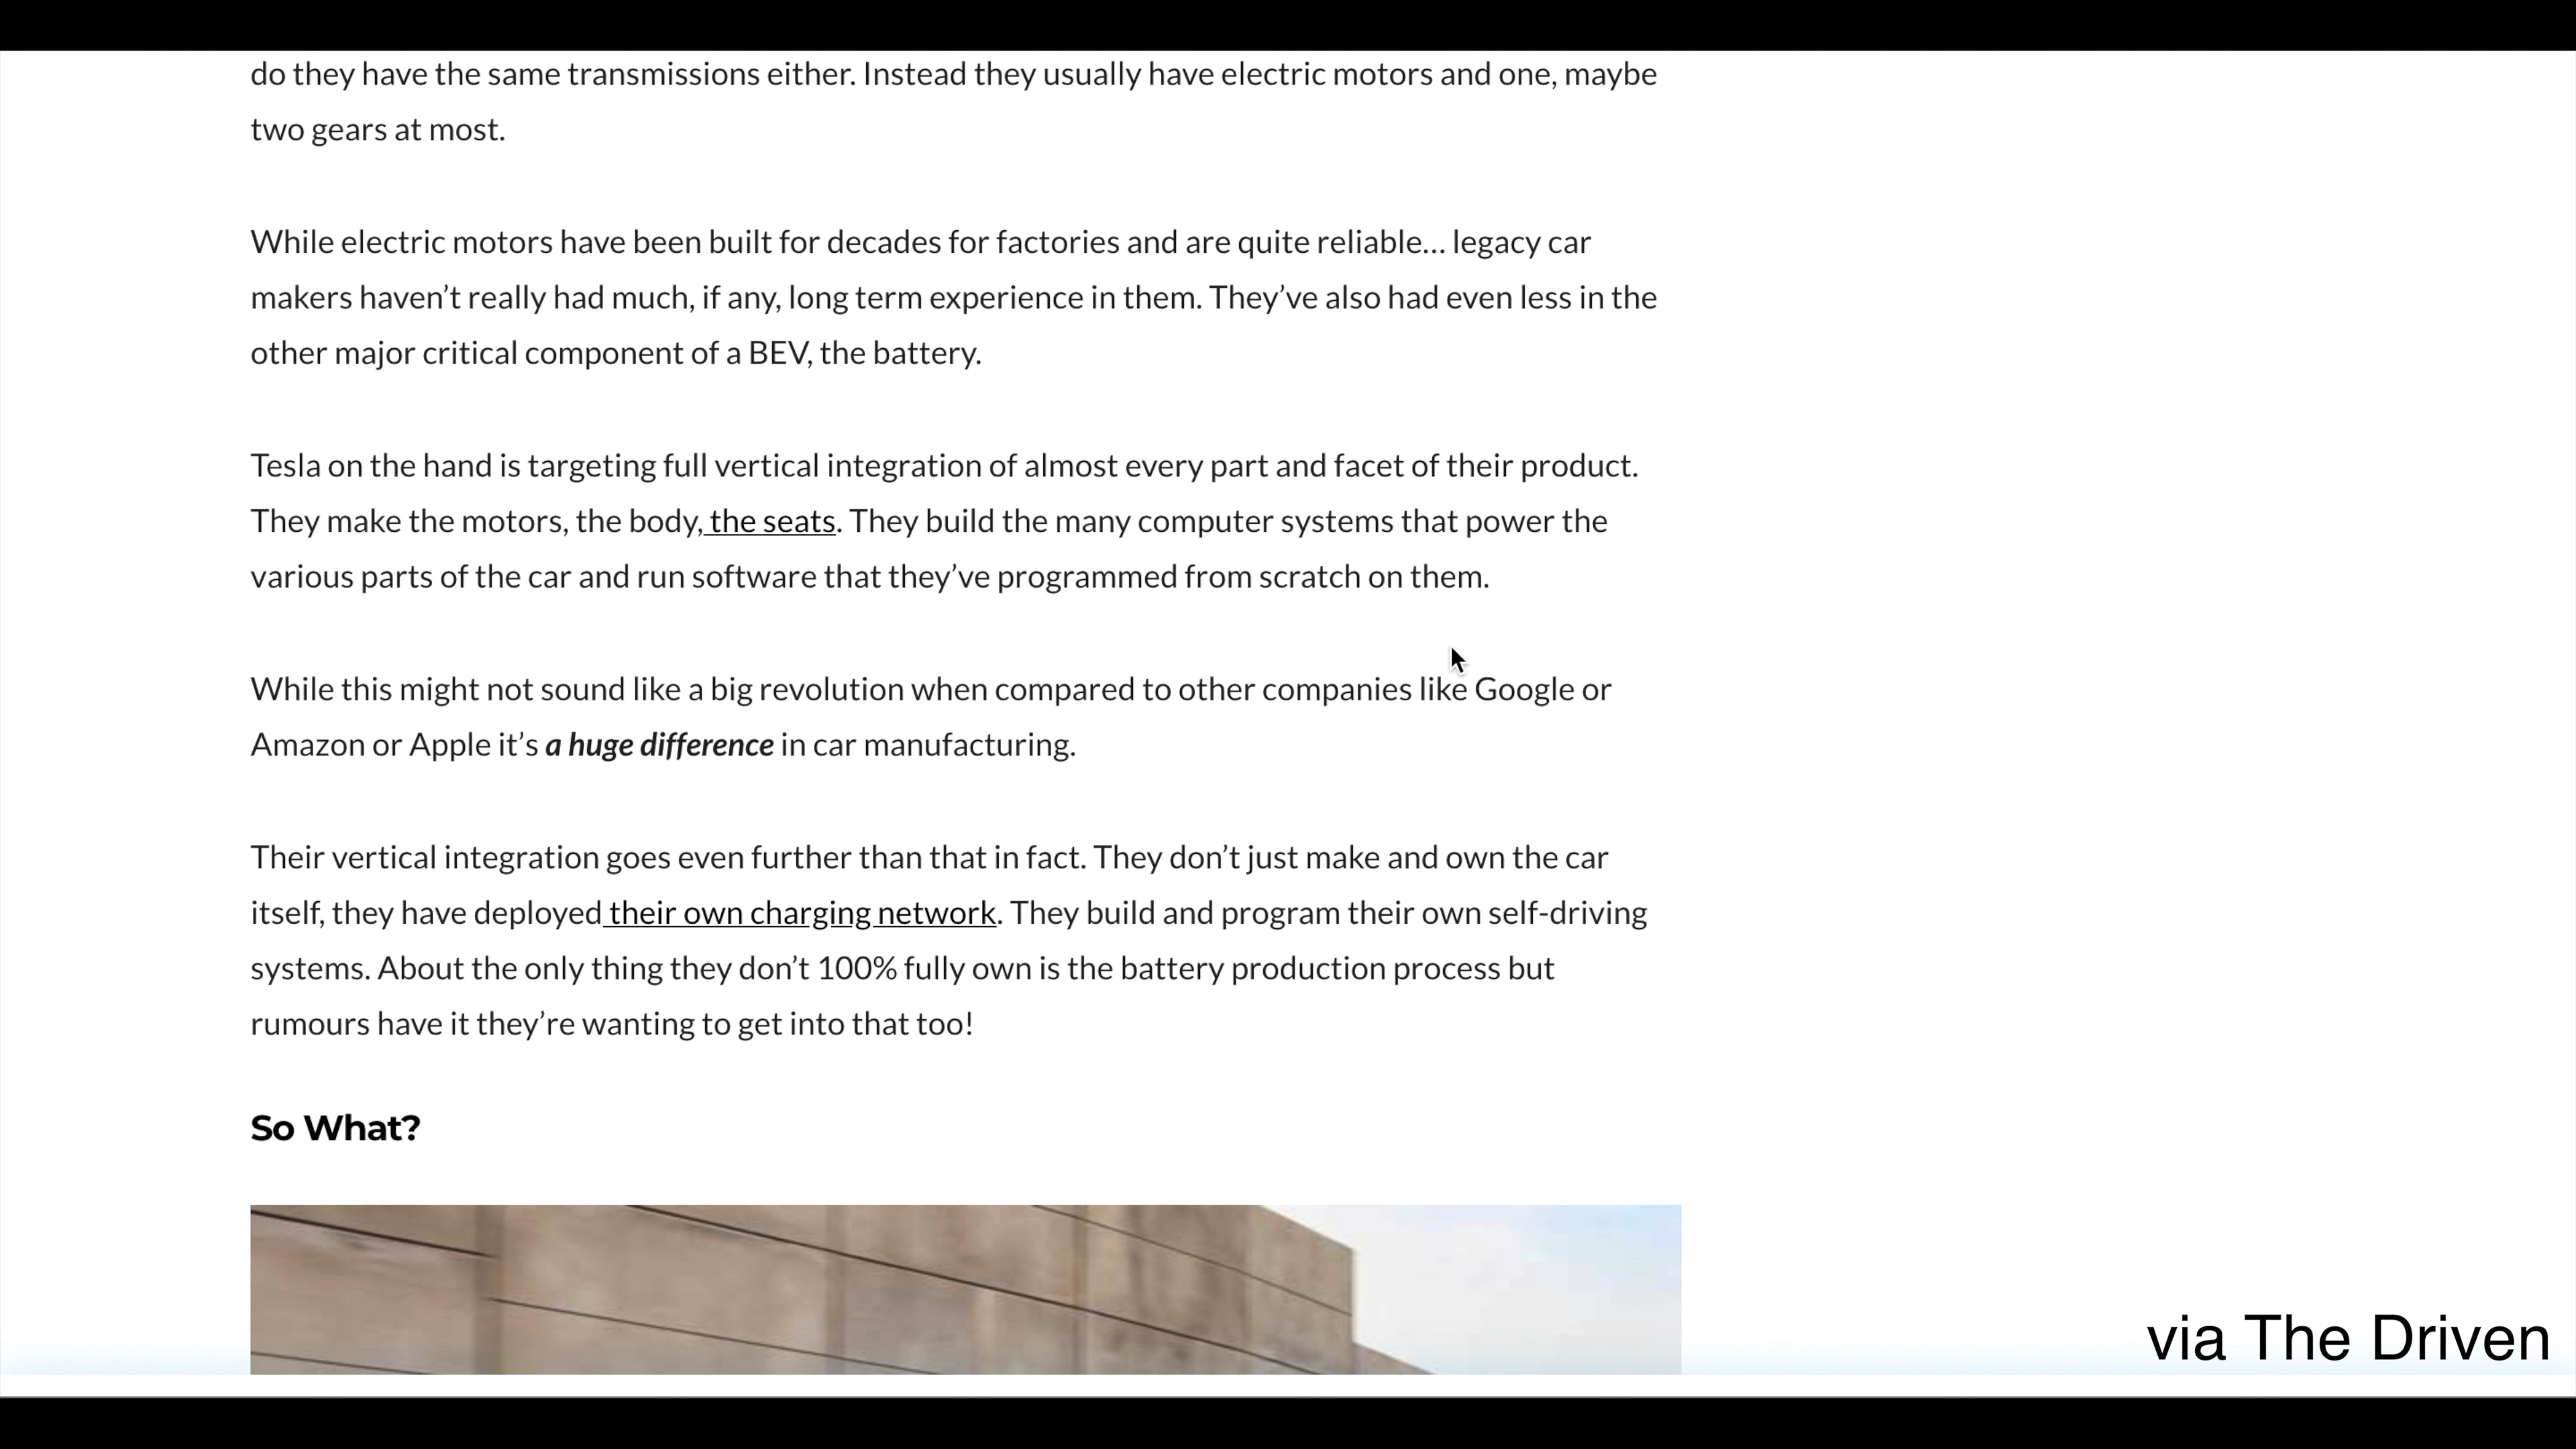 do they have the same transmissions either. Instead they usually have electric motors and one, maybe
two gears at most.
While electric motors have been built for decades for factories and are quite reliable… legacy car
makers haven’t really had much, if any, long term experience in them. They’ve also had even less in the
other major critical component of a BEV, the battery.
Tesla on the hand is targeting full vertical integration of almost every part and facet of their product.
They make the motors, the body, the seats. They build the many computer systems that power the
various parts of the car and run software that they’ve programmed from scratch on them.
While this might not sound like a big revolution when compared to other companies like Google or
Amazon or Apple it’s a huge difference in car manufacturing.
Their vertical integration goes even further than that in fact. They don’t just make and own the car
itself, they have deployed their own charging network. They build and program their own self-driving
systems. About the only thing they don’t 100% fully own is the battery production process but
rumours have it they’re wanting to get into that too!
So What?
via The Driven